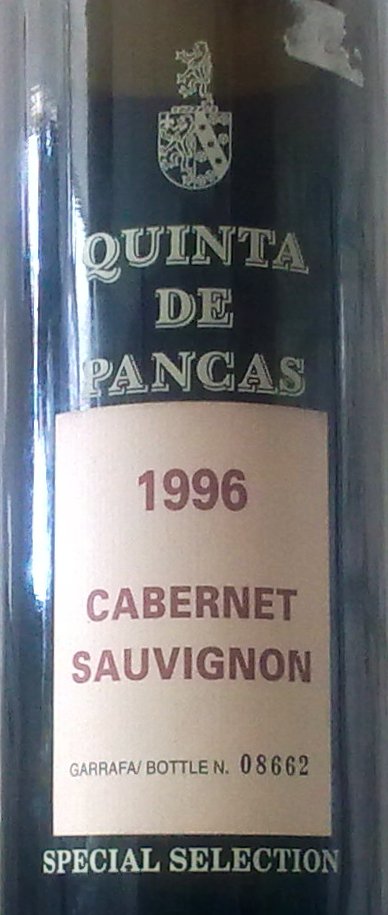 QUINTA
DE
PANCAS
1996
CABERNET
SAUVIGNON
GARRAFA/ BOTTLE N. 08662
SPECIAL SELECTION